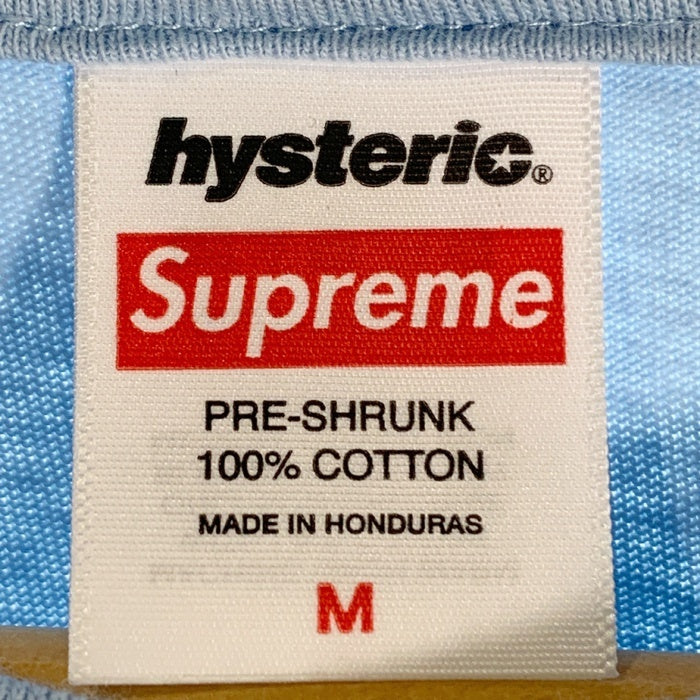 hysteric®
Supreme
PRE-SHRUNK
100% COTTON
MADE IN HONDURAS
M